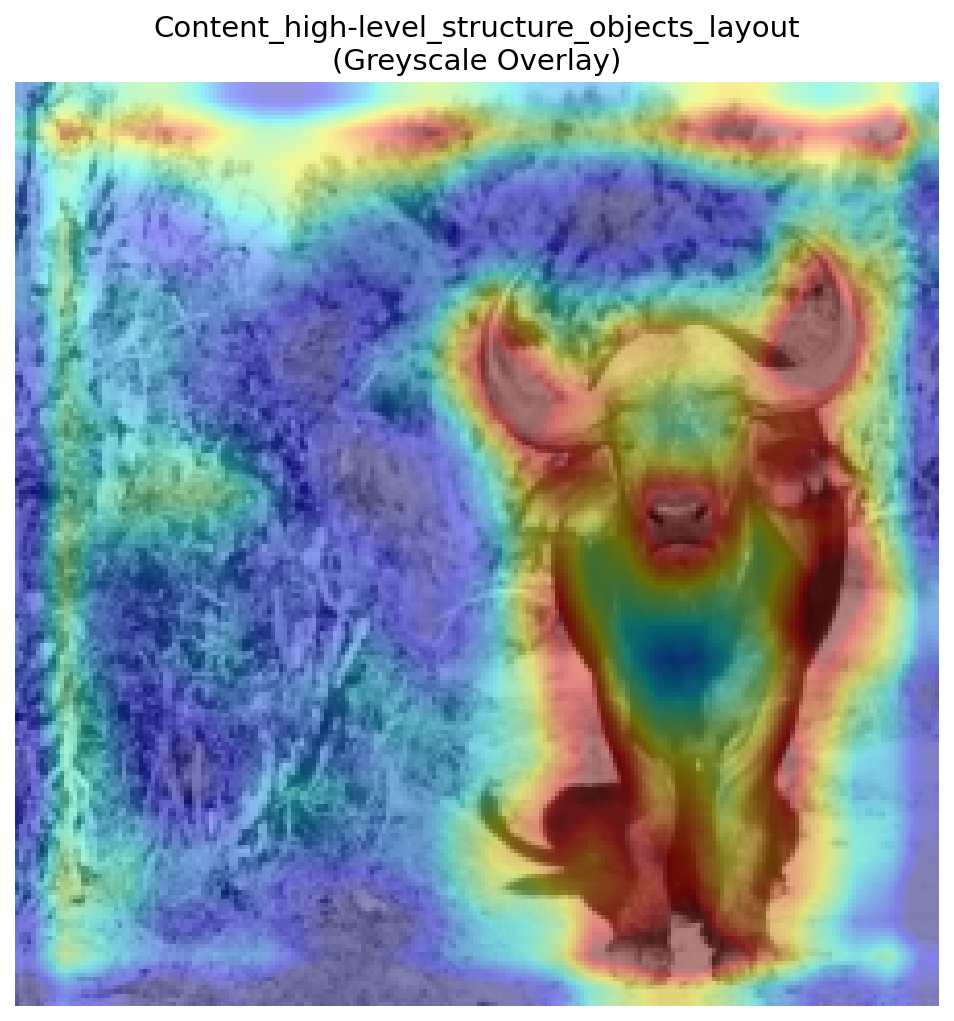 Content_high-level_structure_objects_layout
(Greyscale Overlay)